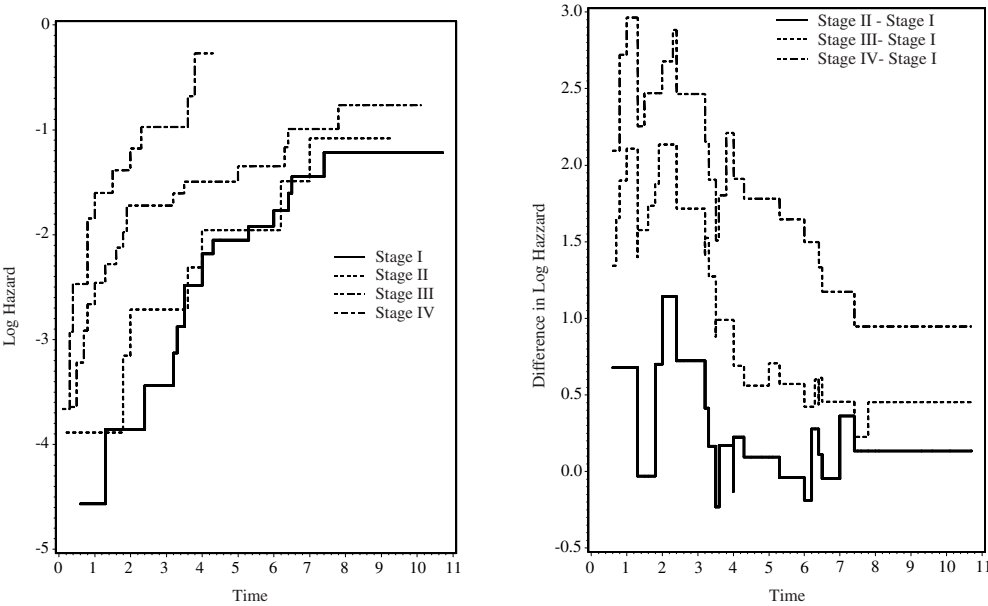 Log Hazard
0
-1
-2
-3
-4
-5
Stage I
Stage II
Stage III
Stage IV
0 1 2 3 4 5 6 7 8 9 10 11
Time
Difference in Log Hazzard
3.0
2.5
2.0
1.5
1.0
0.5
0.0
-0.5
Stage II - Stage I
Stage III- Stage I
Stage IV- Stage I
0 1 2 3 4 5 6 7 8 9 10 11
Time